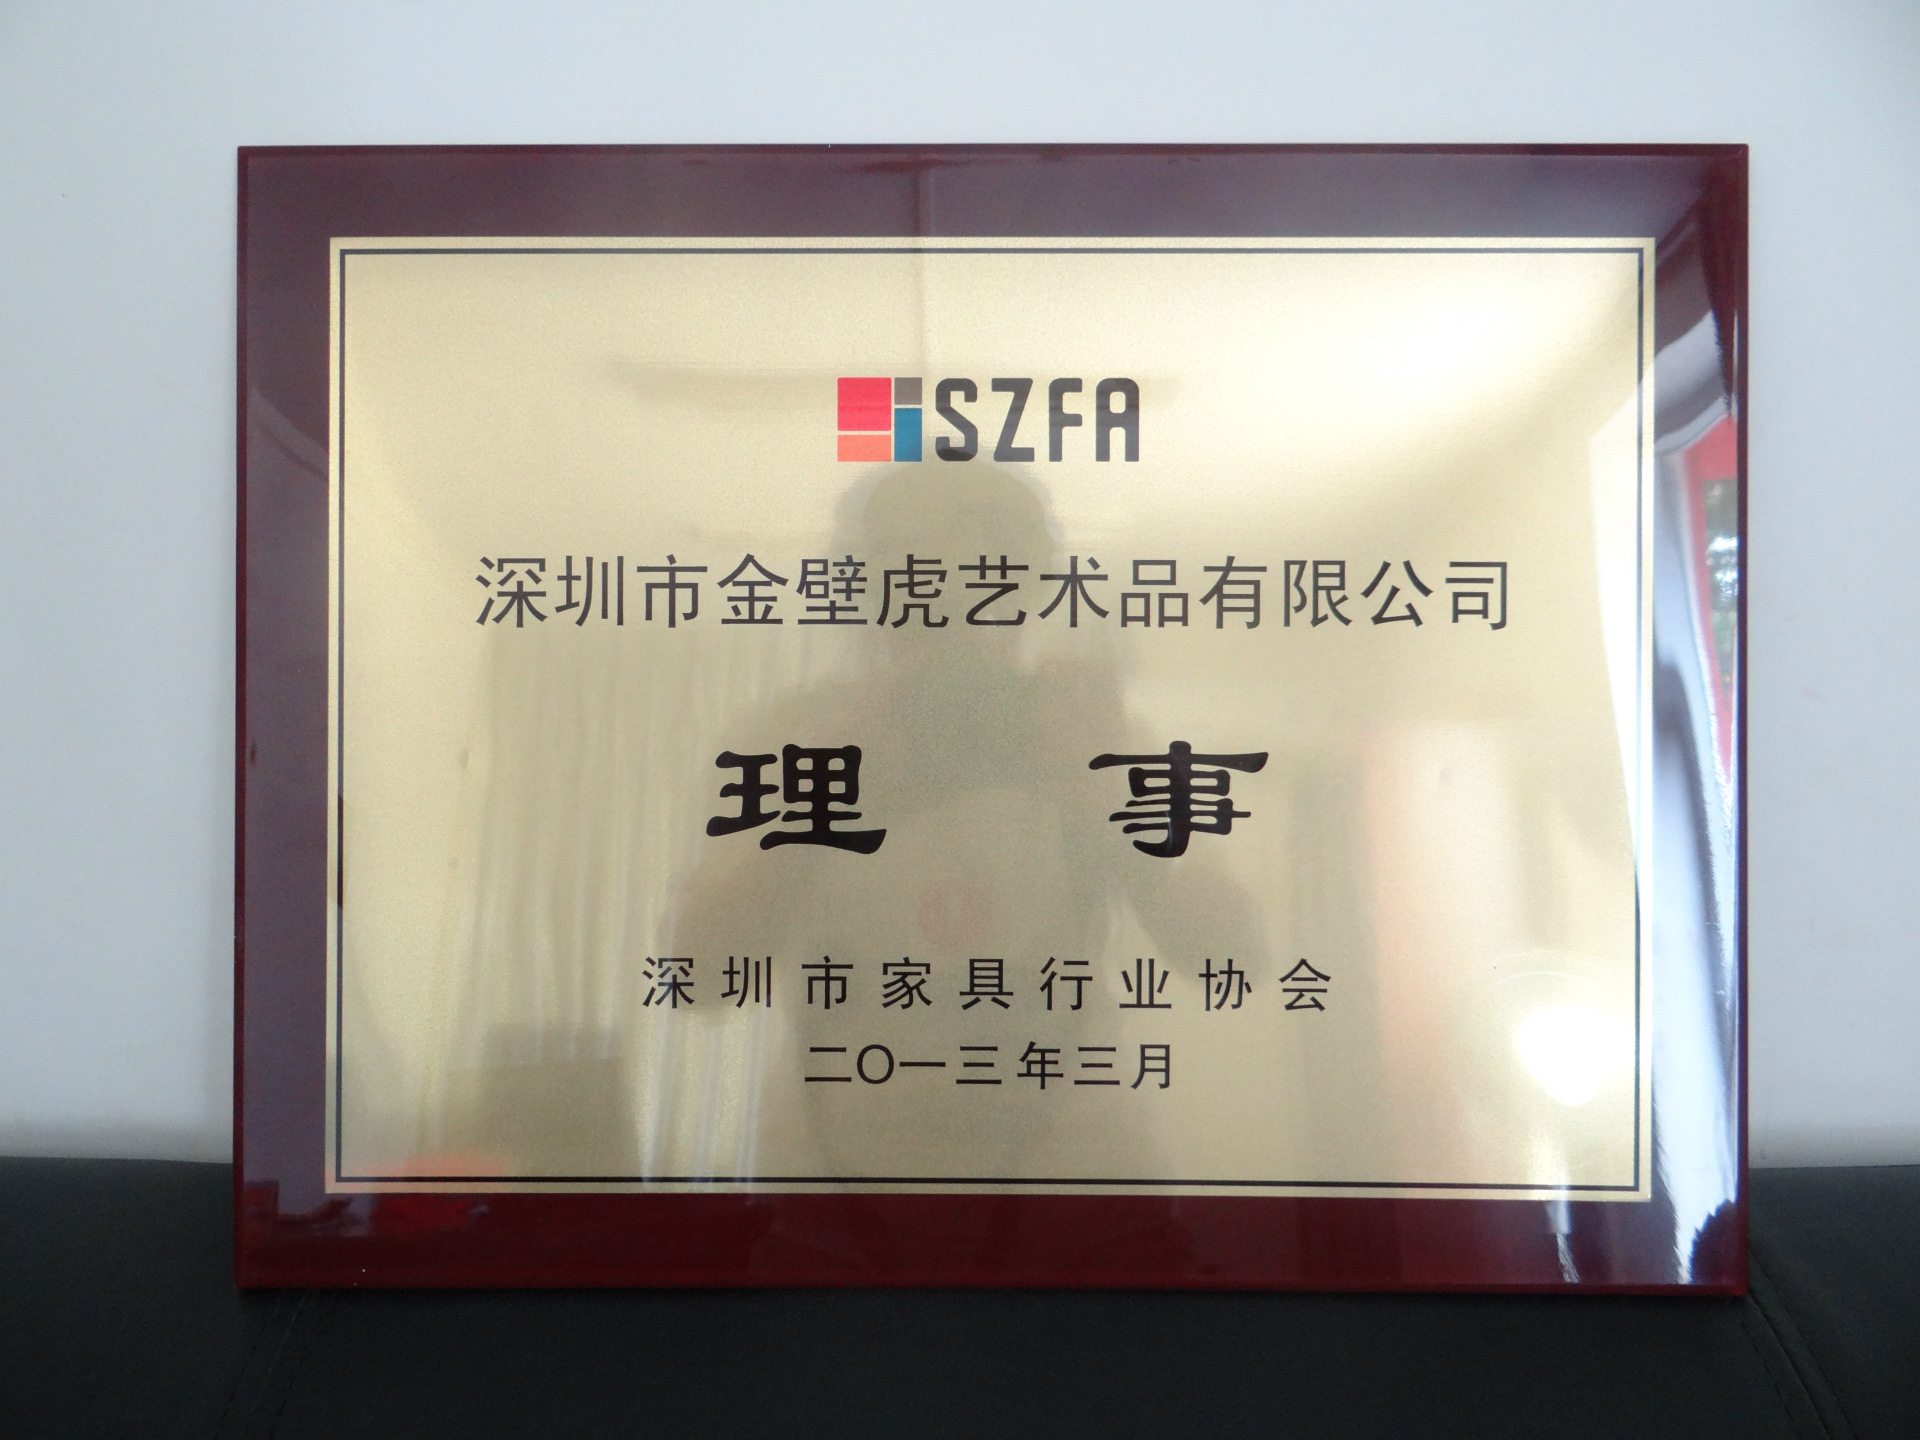 SZFA
深圳市金壁虎艺术品有限公司
理事
深圳市家具行业协会
二〇一三年三月